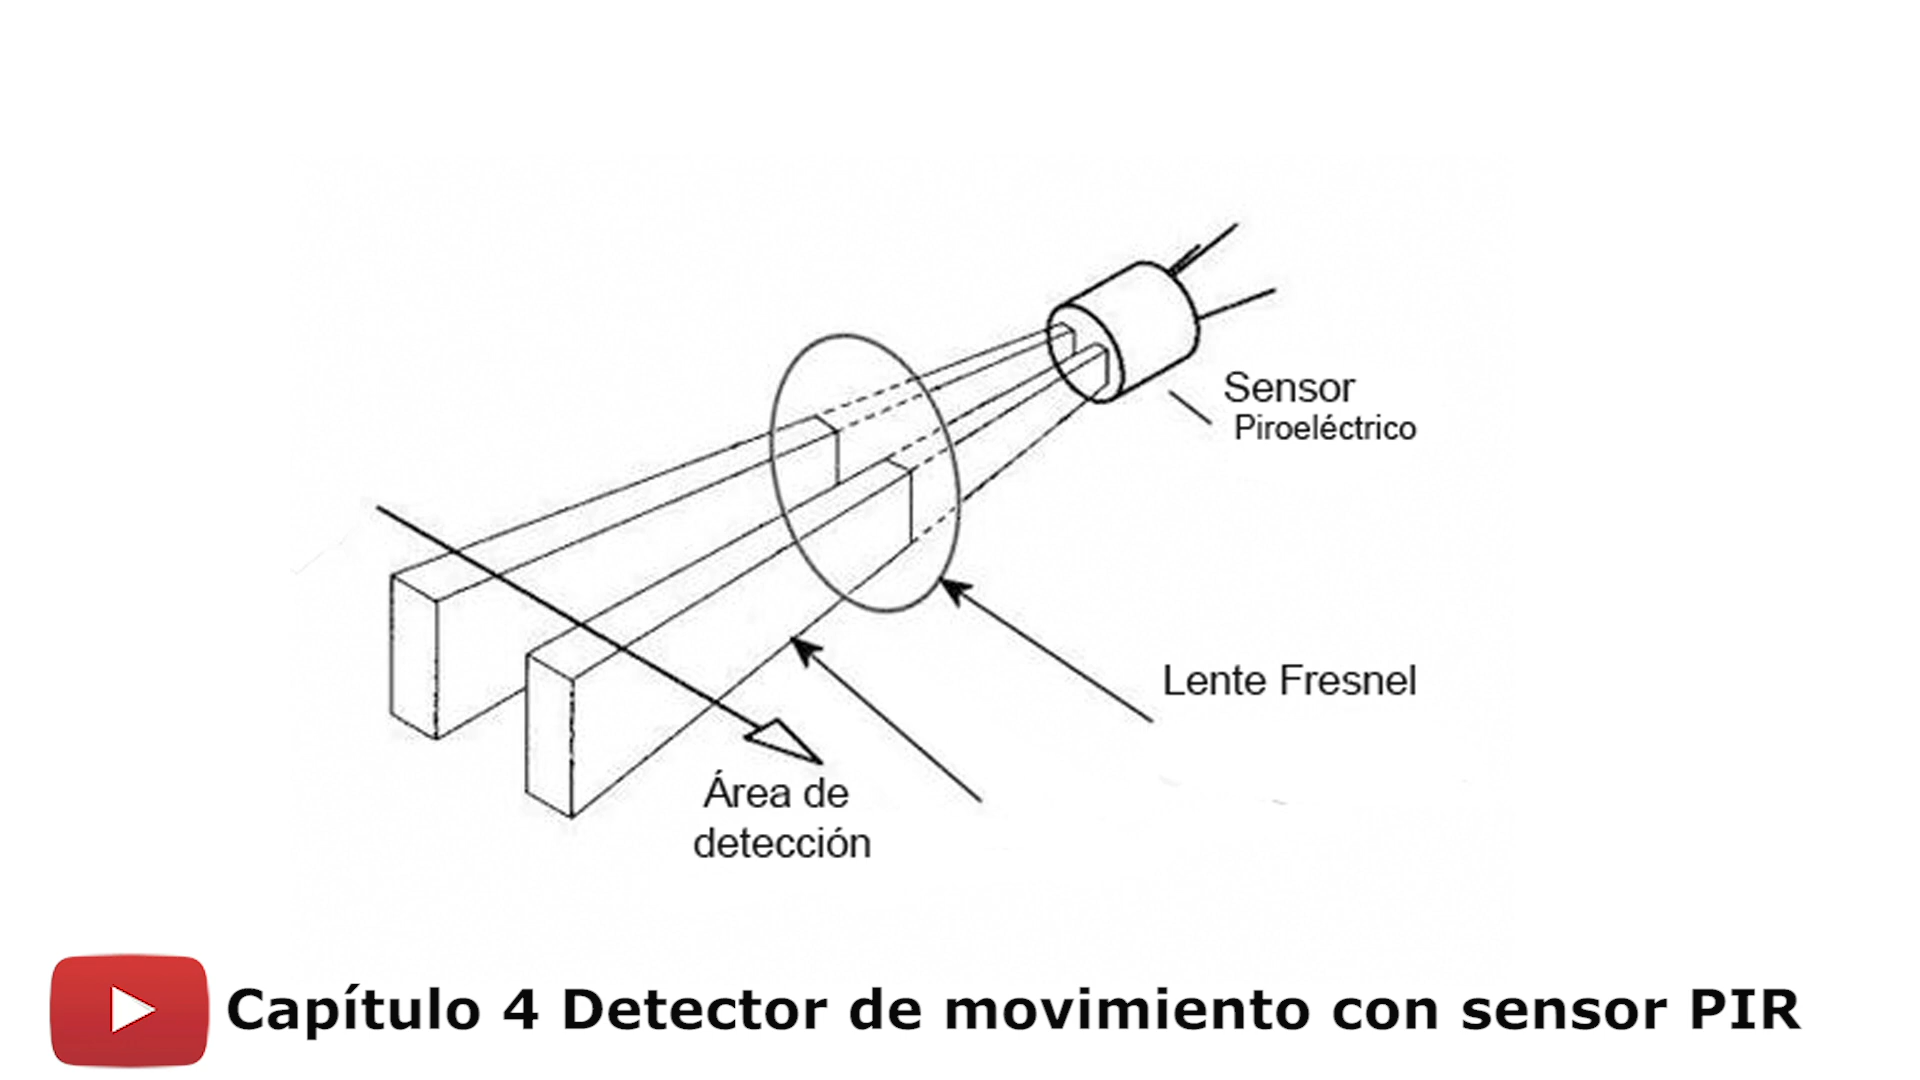 Sensor
Piroeléctrico
Lente Fresnel
Área de
detección
Capítulo 4 Detector de movimiento con sensor PIR